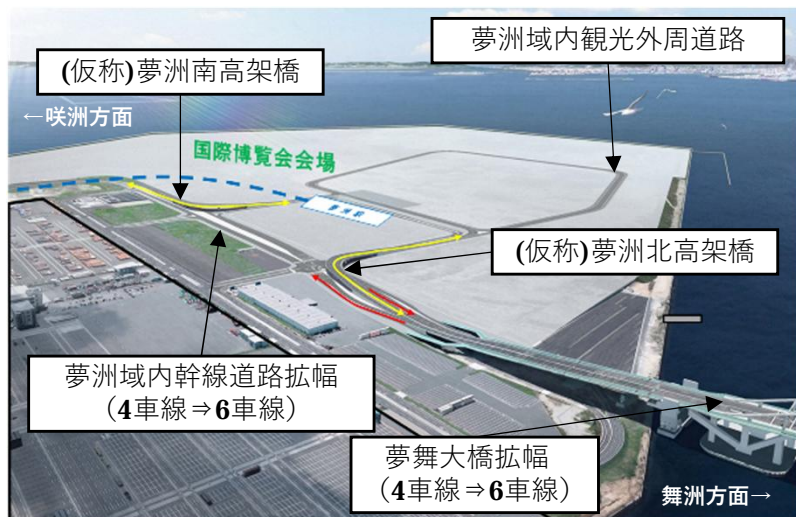 夢洲域内観光外周道路
(仮称)夢洲南高架橋
←咲洲方面
国際博覧会会場
(仮称)夢洲北高架橋
夢洲域内幹線道路拡幅
(4車線⇒6車線)
夢舞大橋拡幅
(4車線⇒6車線)
舞洲方面→